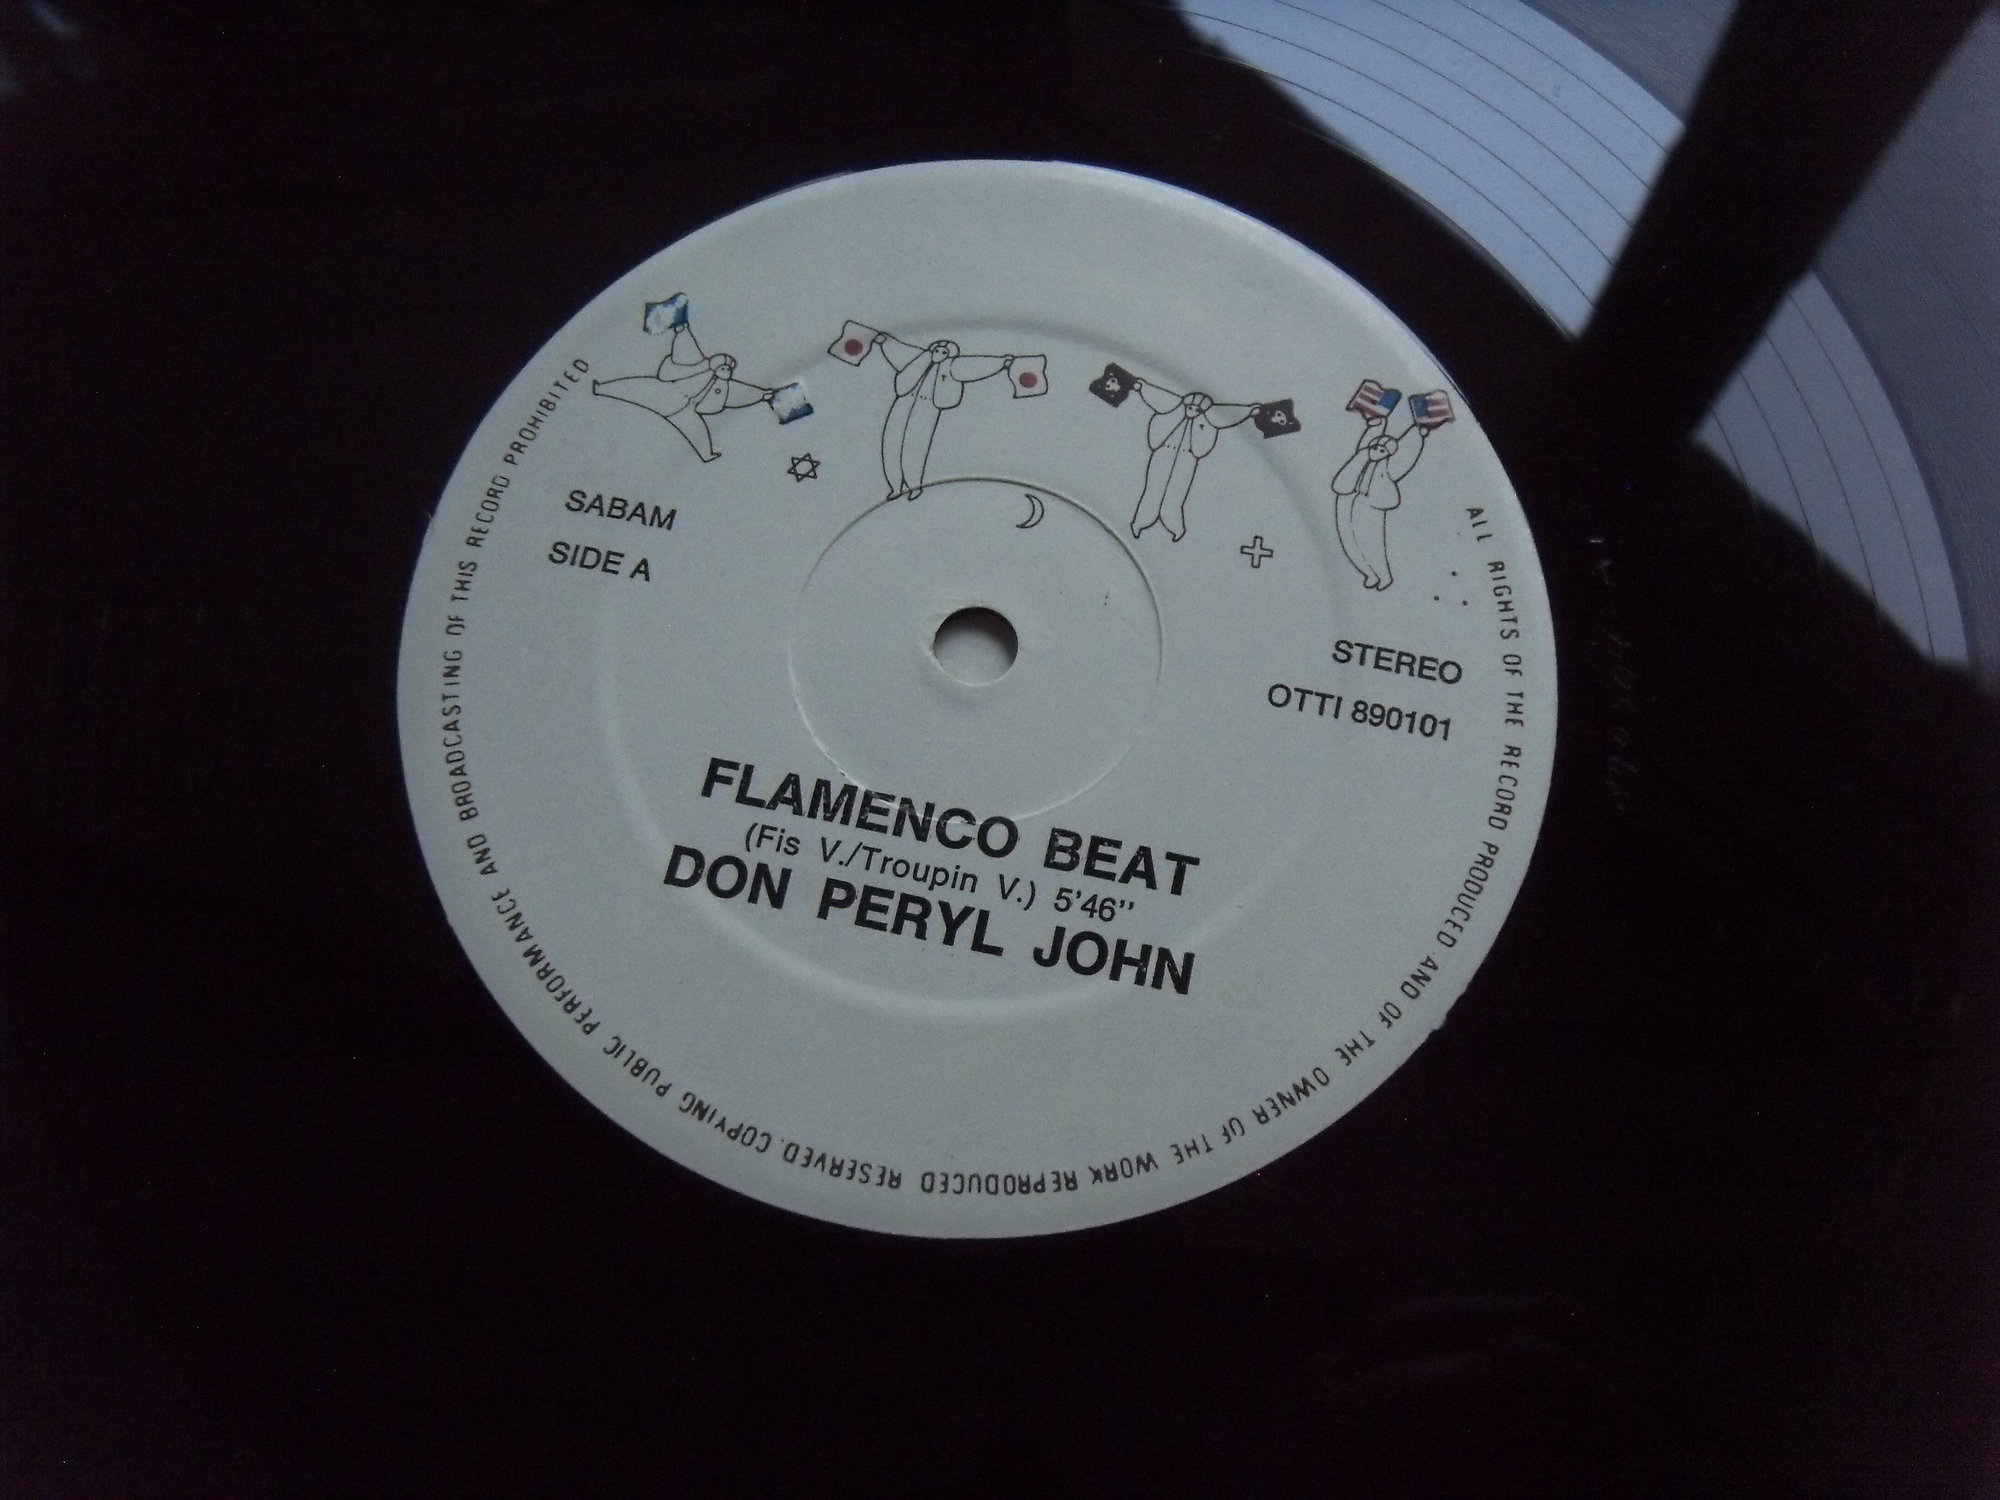 SABAM
SIDE A
STEREO
OTTI 890101
FLAMENCO BEAT
(Fis V./Troupin V.) 5'46"
DON PERYL JOHN
ALL RIGHTS OF THE RECORD PRODUCED AND OF THE OWNER OF THE WORK REPRODUCED RESERVED. COPYING PUBLIC PERFORMANCE AND BROADCASTING OF THIS RECORD PROHIBITED